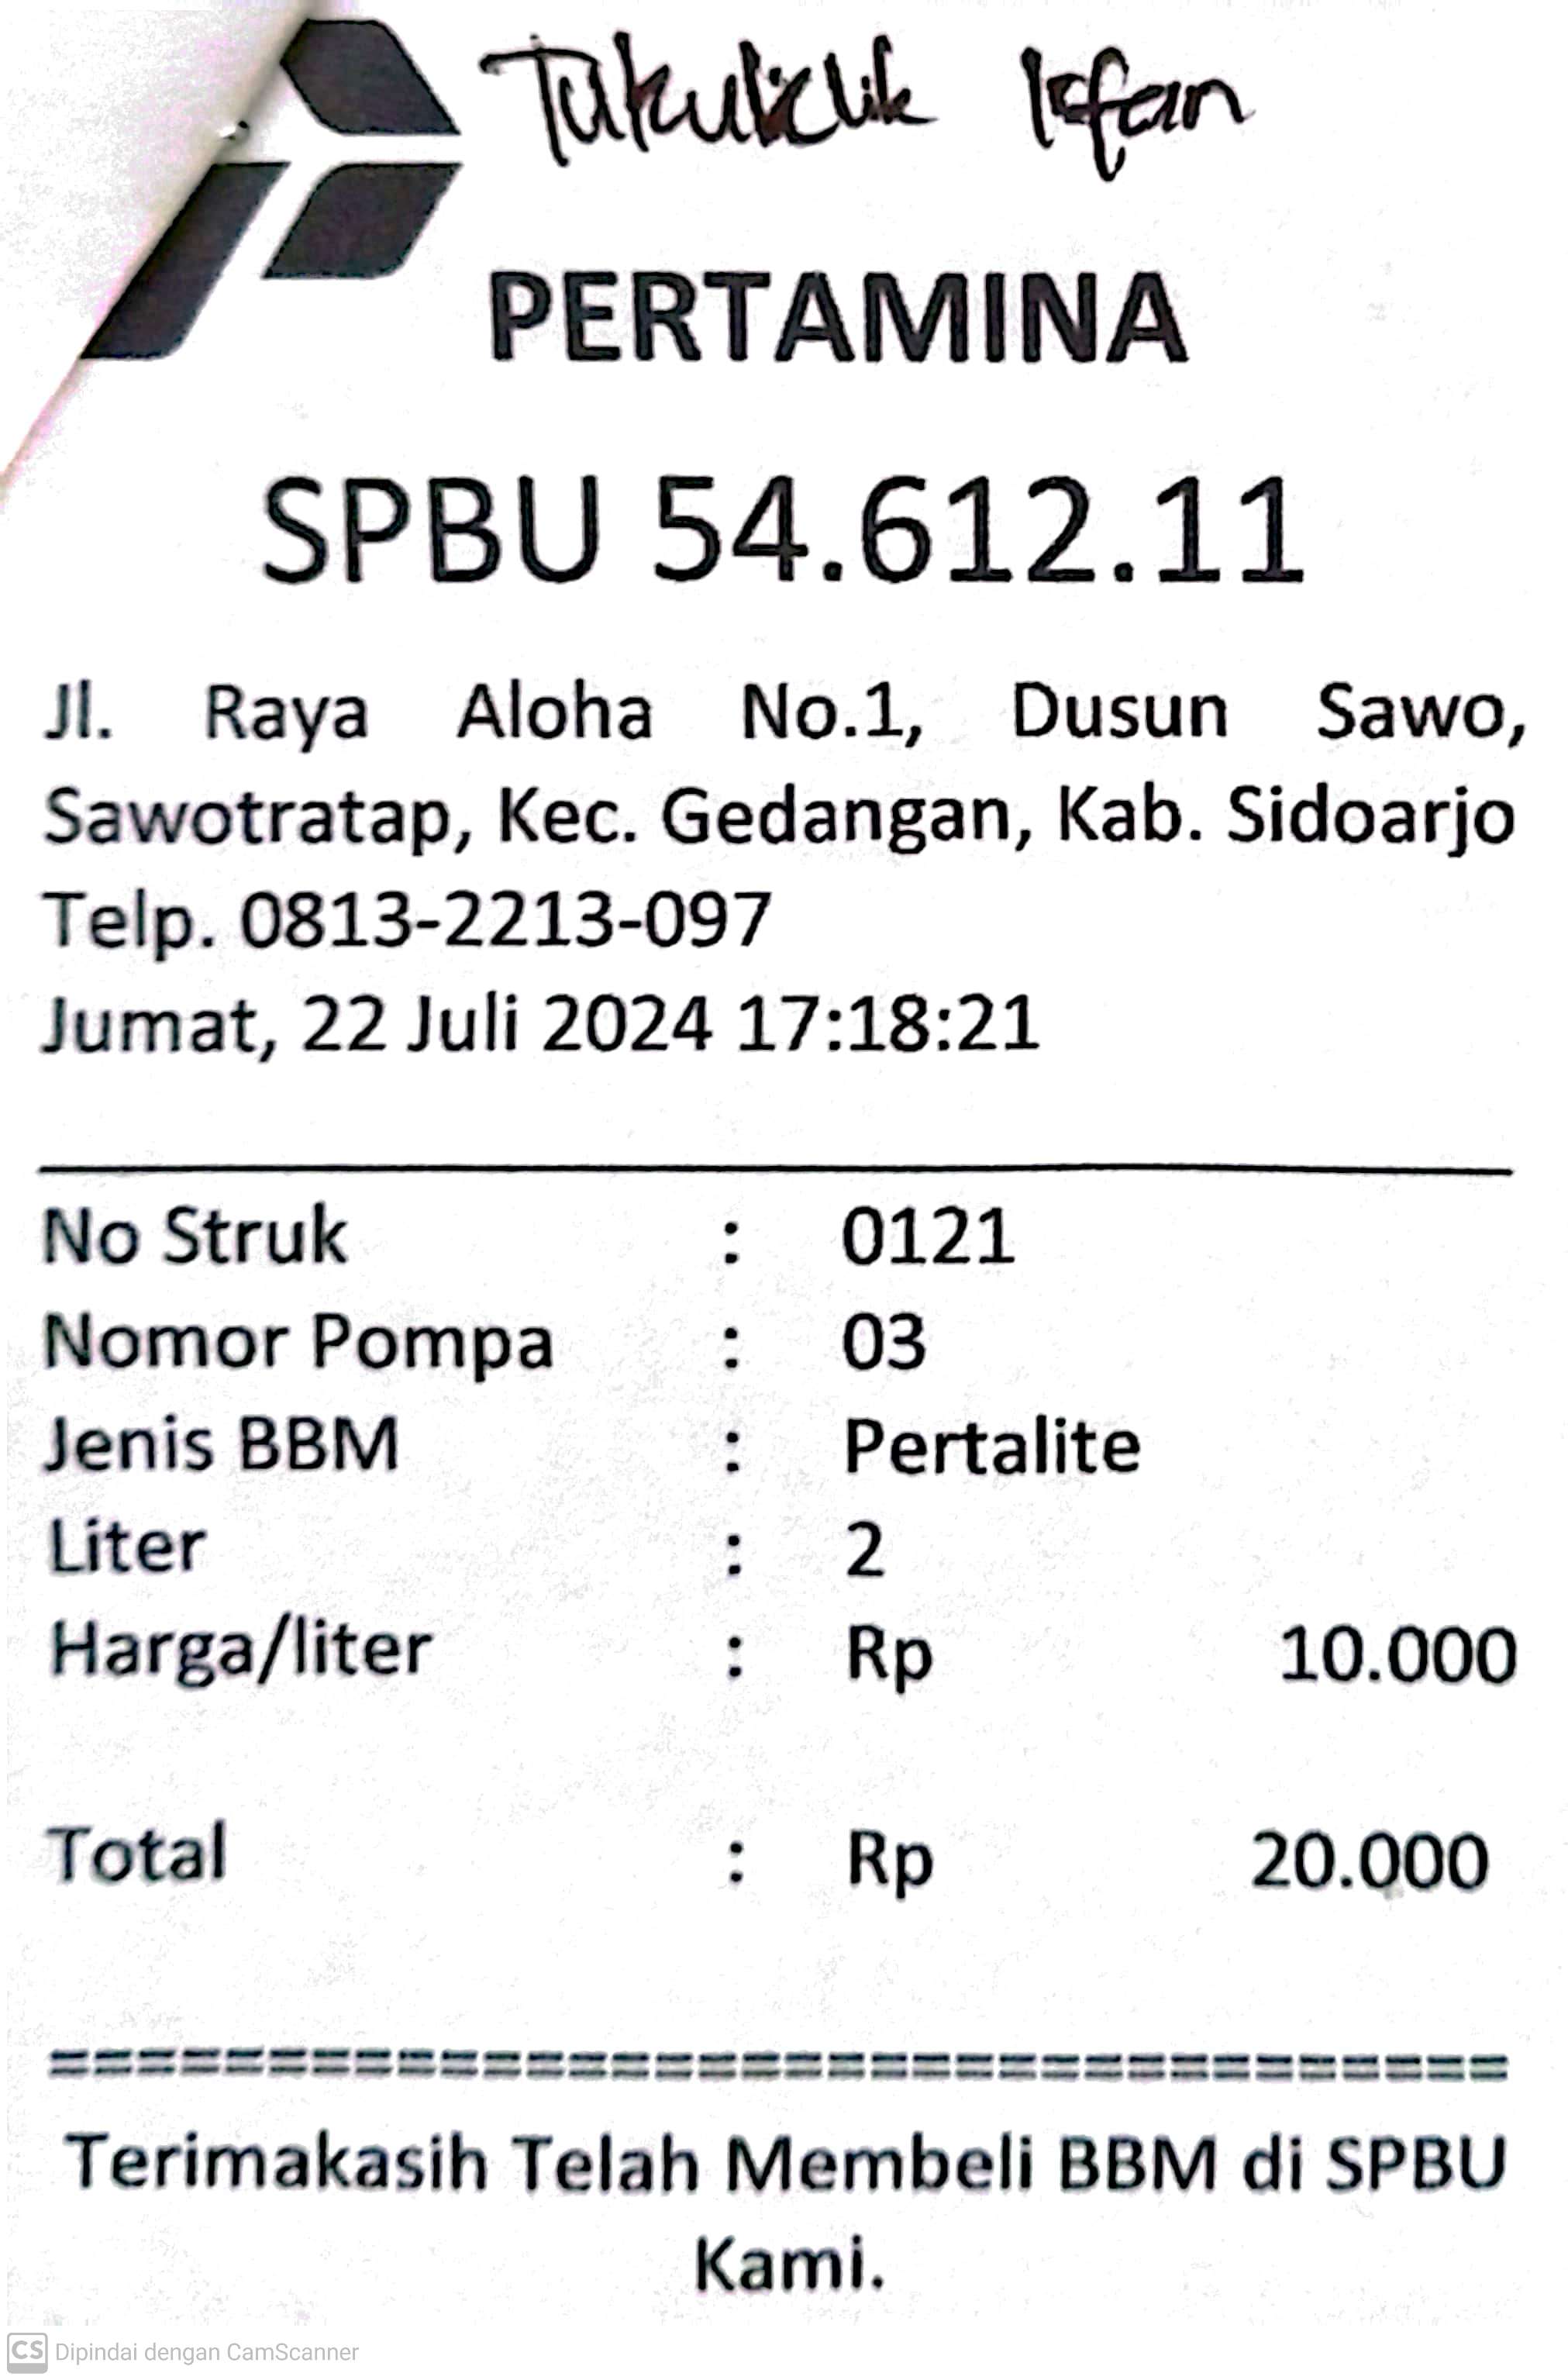 Irfan
PERTAMINA
SPBU 54.612.11
Jl. Raya Aloha No.1, Dusun Sawo,
Sawotratap, Kec. Gedangan, Kab. Sidoarjo
Telp. 0813-2213-097
Jumat, 22 Juli 2024 17:18:21
No Struk : 0121
Nomor Pompa : 03
Jenis BBM : Pertalite
Liter : 2
Harga/liter : Rp 10.000
Total : Rp 20.000
==================================
Terimakasih Telah Membeli BBM di SPBU
Kami.
CS Dipindai dengan CamScanner